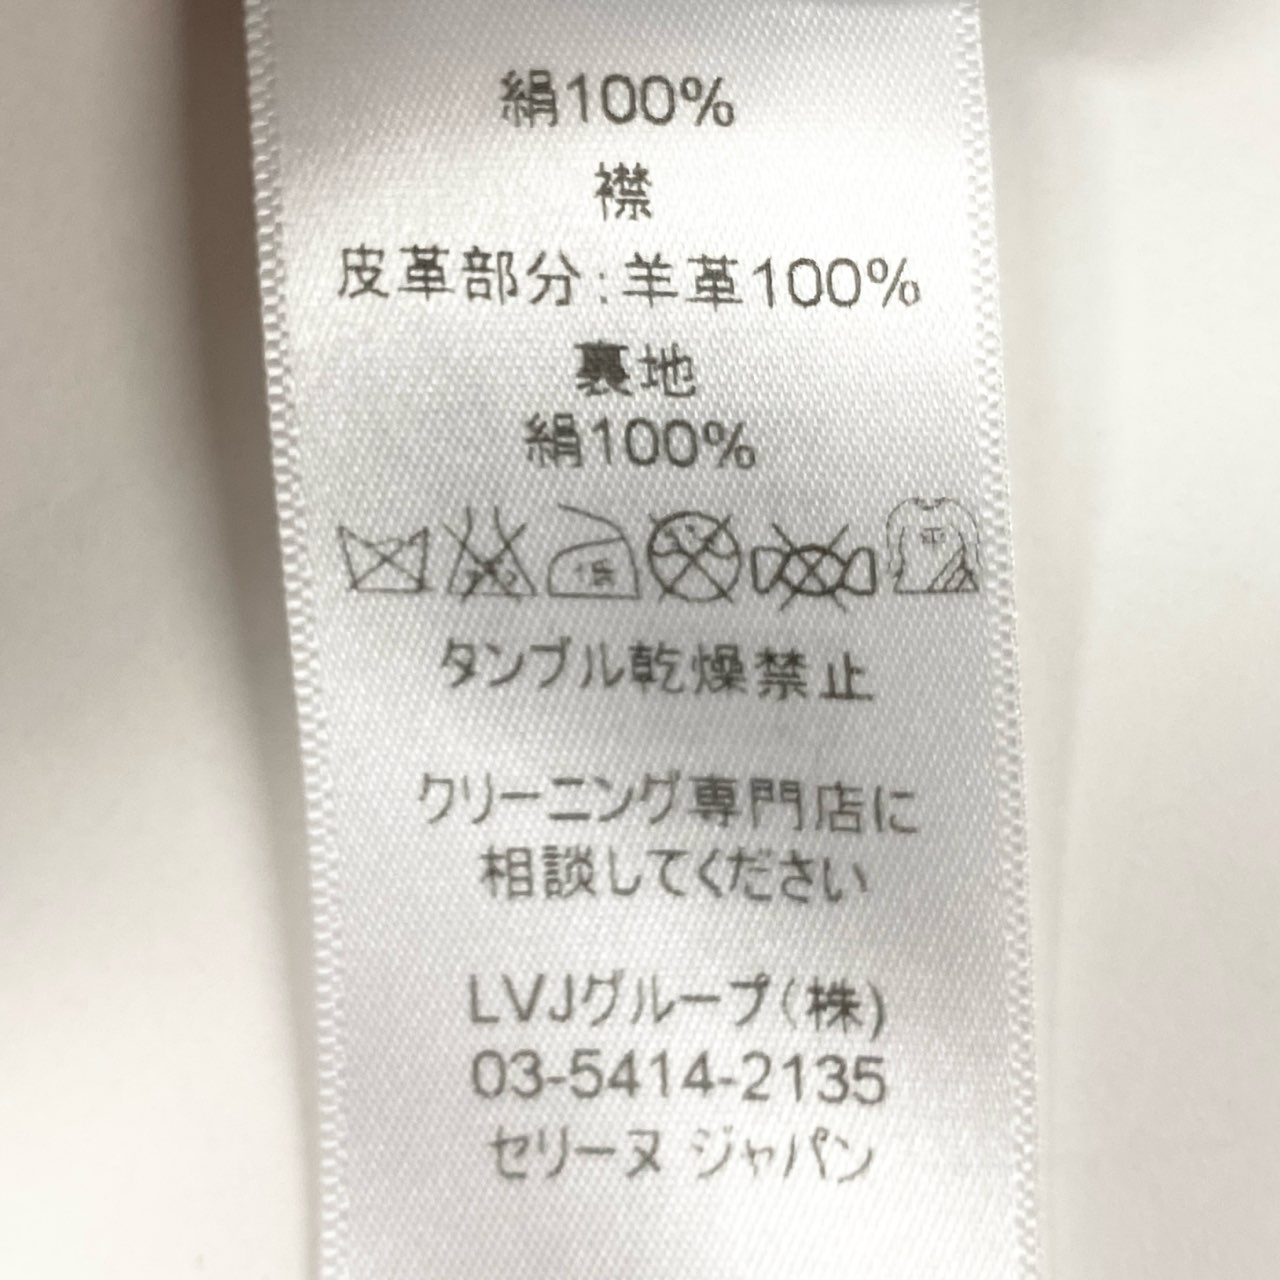 絹100%
襟
皮革部分:羊革100%
裏地
絹100%
低 平
タンブル乾燥禁止
クリーニング専門店に
相談してください
LVJグループ(株)
03-5414-2135
セリーヌ ジャパン